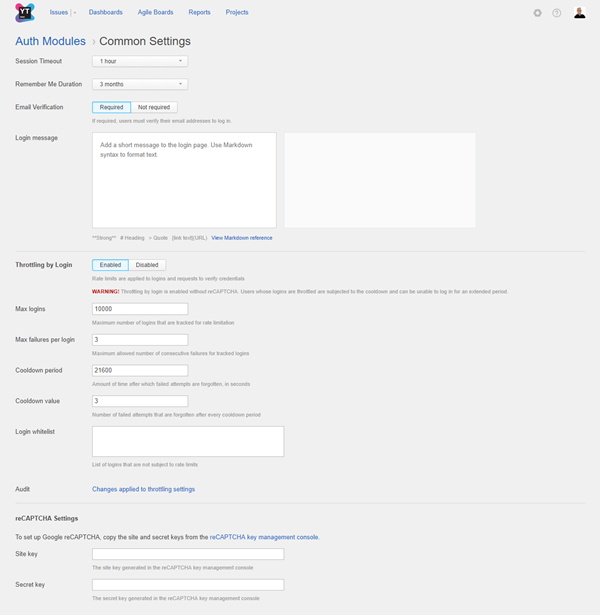 YT
Issues
Dashboards
Agile Boards
Reports
Projects
Auth Modules › Common Settings
Session Timeout
1 hour
Remember Me Duration
3 months
Email Verification
Required
Not required
If required, users must verify their email addresses to log in.
Login message
Add a short message to the login page. Use Markdown
syntax to format text.
**Strong** # Heading > Quote [link text](URL) View Markdown reference
Throttling by Login
Enabled
Disabled
Rate limits are applied to logins and requests to verify credentials
WARNING! Throttling by login is enabled without reCAPTCHA. Users whose logins are throttled are subjected to the cooldown and can be unable to log in for an extended period.
Max logins
10000
Maximum number of logins that are tracked for rate limitation
Max failures per login
3
Maximum allowed number of consecutive failures for tracked logins
Cooldown period
21600
Amount of time after which failed attempts are forgotten, in seconds
Cooldown value
3
Number of failed attempts that are forgotten after every cooldown period
Login whitelist
List of logins that are not subject to rate limits
Audit
Changes applied to throttling settings
reCAPTCHA Settings
To set up Google reCAPTCHA, copy the site and secret keys from the reCAPTCHA key management console.
Site key
The site key generated in the reCAPTCHA key management console
Secret key
The secret key generated in the reCAPTCHA key management console